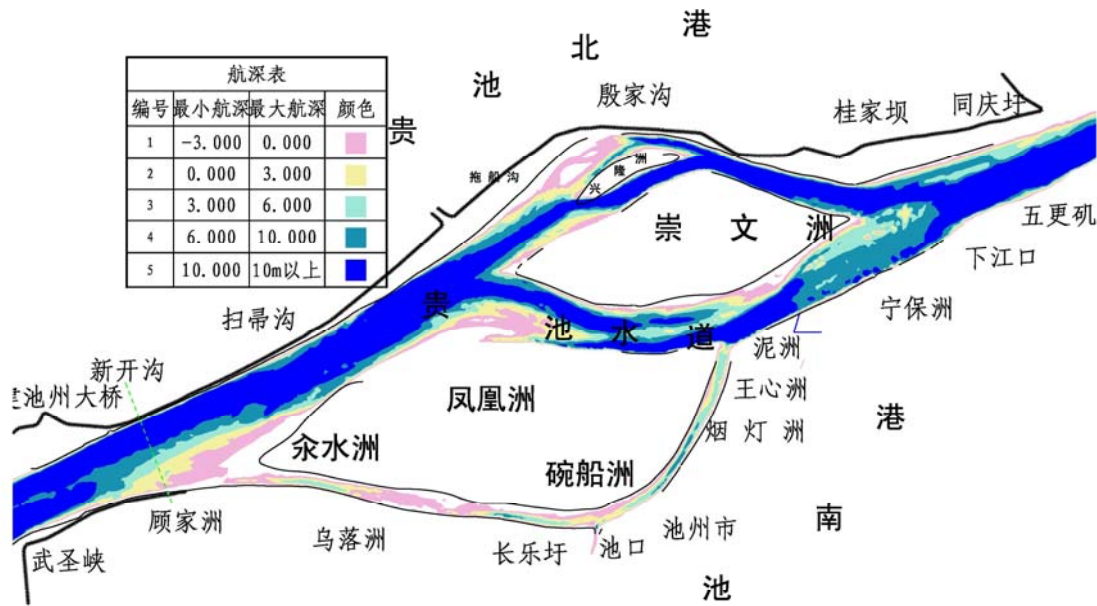 港
北
池
贵
航深表
编号 最小航深 最大航深 颜色
1 -3.000 0.000
2 0.000 3.000
3 3.000 6.000
4 6.000 10.000
5 10.000 10m以上
殷家沟
桂家坝
同庆圩
拖船沟
兴隆洲
崇文洲
五更矶
下江口
宁保洲
扫帚沟
贵池水道
泥洲
新开沟
池州大桥
王心洲
凤凰洲
烟灯洲
港
汆水洲
碗船洲
顾家洲
乌落洲
池州市
南
武圣峡
长乐圩
池口
池